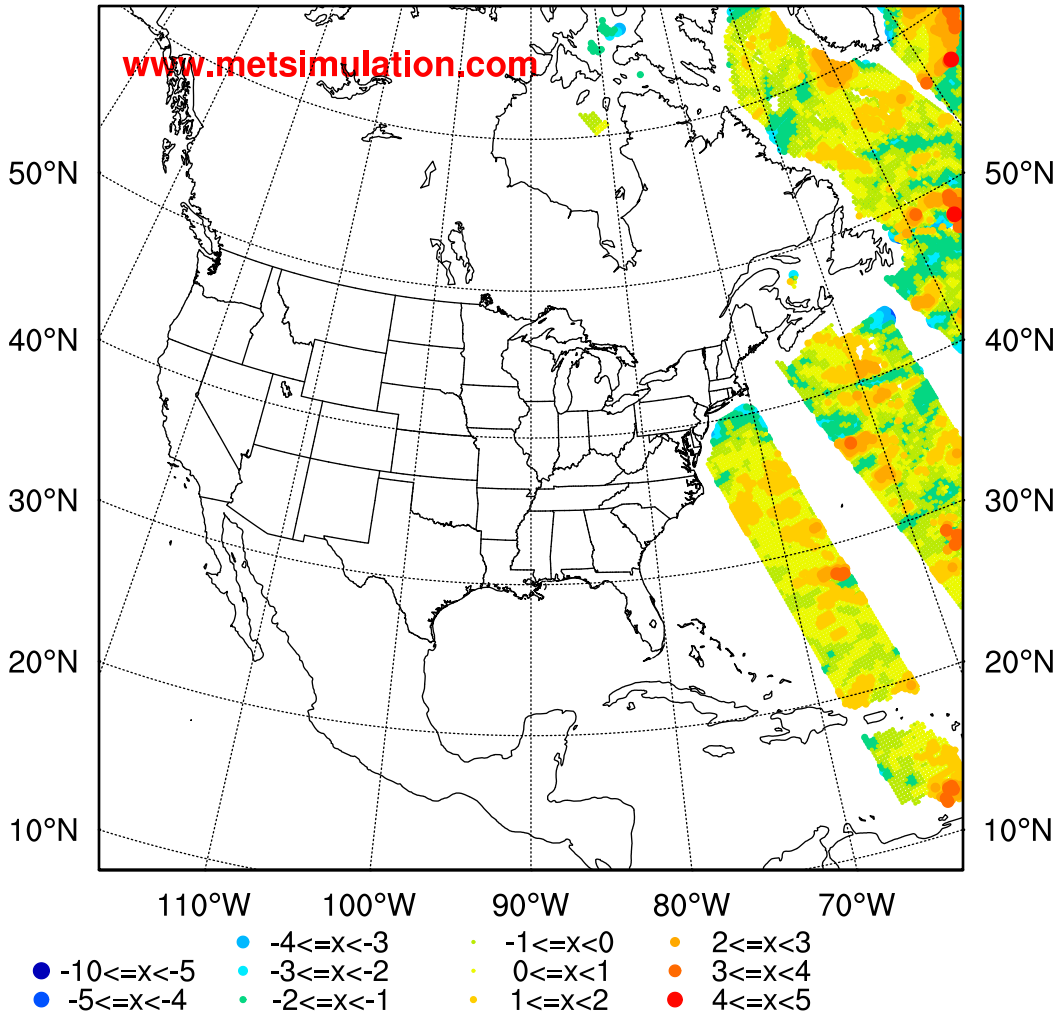 www.metsimulation.com
50°N 50°N
40°N 40°N
30°N 30°N
20°N 20°N
10°N 10°N
110°W 100°W 90°W 80°W 70°W
-4<=x<-3 -1<=x<0 2<=x<3
-10<=x<-5 -3<=x<-2 0<=x<1 3<=x<4
-5<=x<-4 -2<=x<-1 1<=x<2 4<=x<5